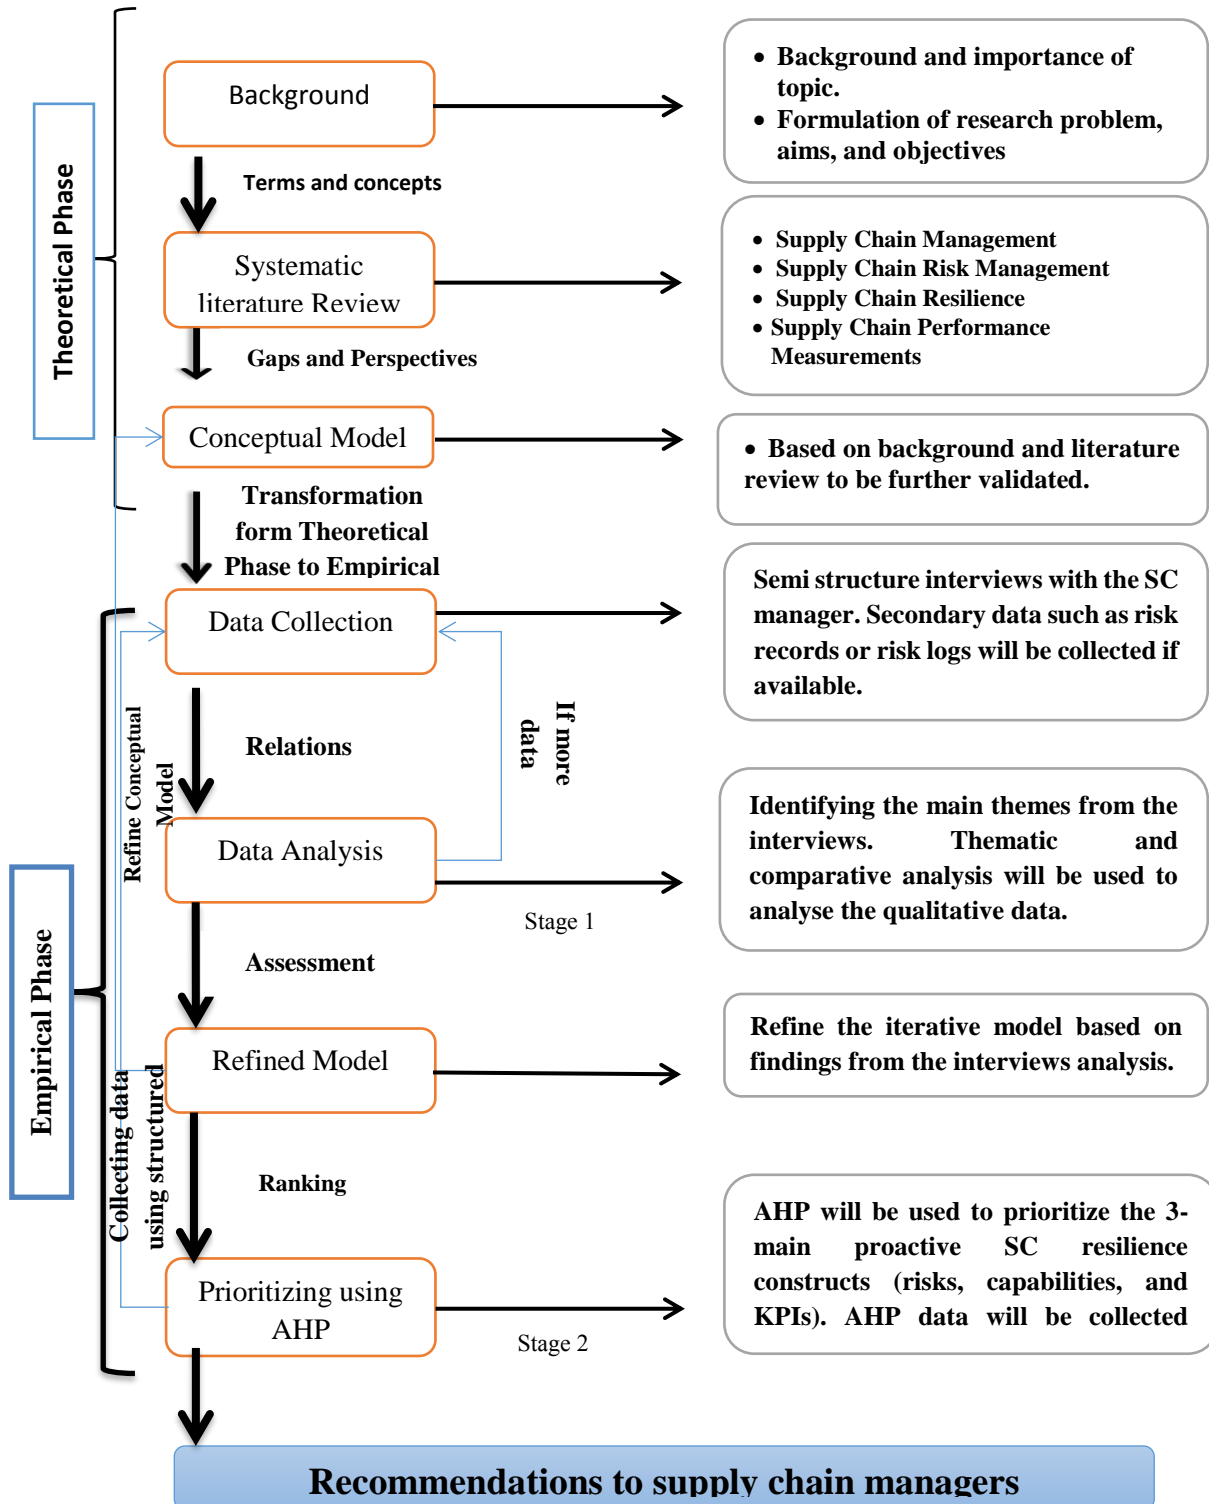 Theoretical Phase
Background
• Background and importance of
topic.
• Formulation of research problem,
aims, and objectives
Terms and concepts
Systematic
literature Review
• Supply Chain Management
• Supply Chain Risk Management
• Supply Chain Resilience
• Supply Chain Performance
Measurements
Gaps and Perspectives
Conceptual Model
• Based on background and literature
review to be further validated.
Transformation
form Theoretical
Phase to Empirical
Empirical Phase
Data Collection
Semi structure interviews with the SC
manager. Secondary data such as risk
records or risk logs will be collected if
available.
Relations
If more
data
Refine Conceptual
Model
Data Analysis
Stage 1
Identifying the main themes from the
interviews. Thematic and
comparative analysis will be used to
analyse the qualitative data.
Assessment
Refined Model
Refine the iterative model based on
findings from the interviews analysis.
Collecting data
using structured
Ranking
Prioritizing using
AHP
Stage 2
AHP will be used to prioritize the 3-
main proactive SC resilience
constructs (risks, capabilities, and
KPIs). AHP data will be collected
Recommendations to supply chain managers